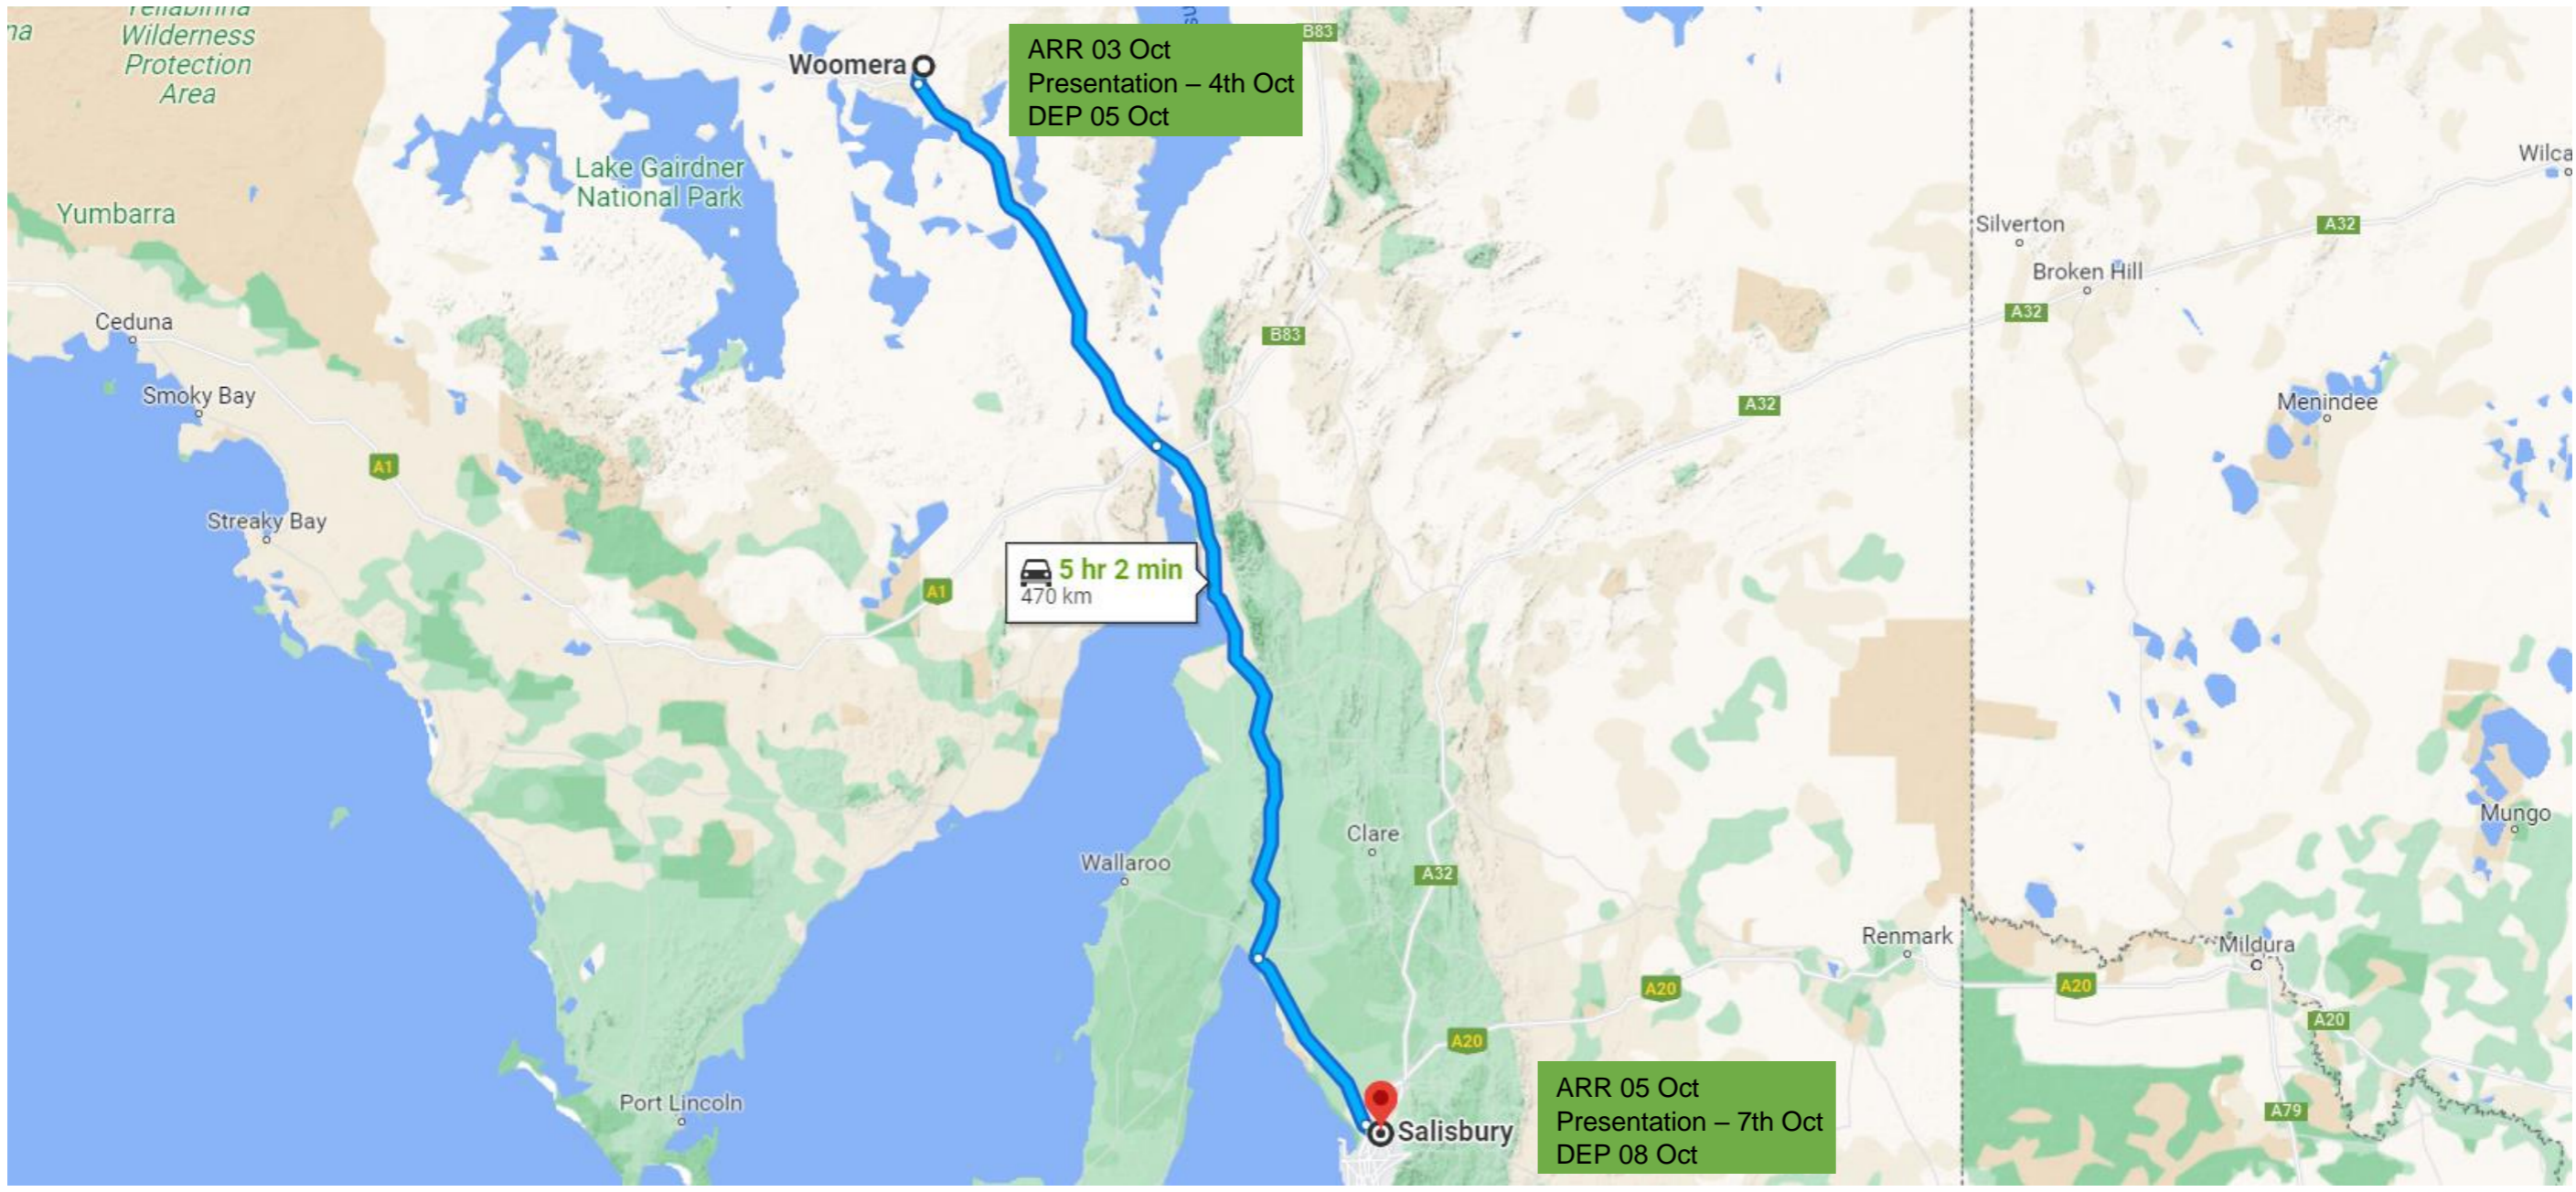 Yellabinna
Wilderness
Protection
Area
na
Woomera
ARR 03 Oct
Presentation – 4th Oct
DEP 05 Oct
B83
Lake Gairdner
National Park
Yumbarra
Wilca
Silverton
A32
Broken Hill
A32
Ceduna
B83
Smoky Bay
A32
Menindee
A1
Streaky Bay
5 hr 2 min
470 km
A1
Mungo
Clare
Wallaroo
A32
Renmark
Mildura
A20
A20
A20
A20
ARR 05 Oct
Presentation – 7th Oct
DEP 08 Oct
Port Lincoln
A79
Salisbury